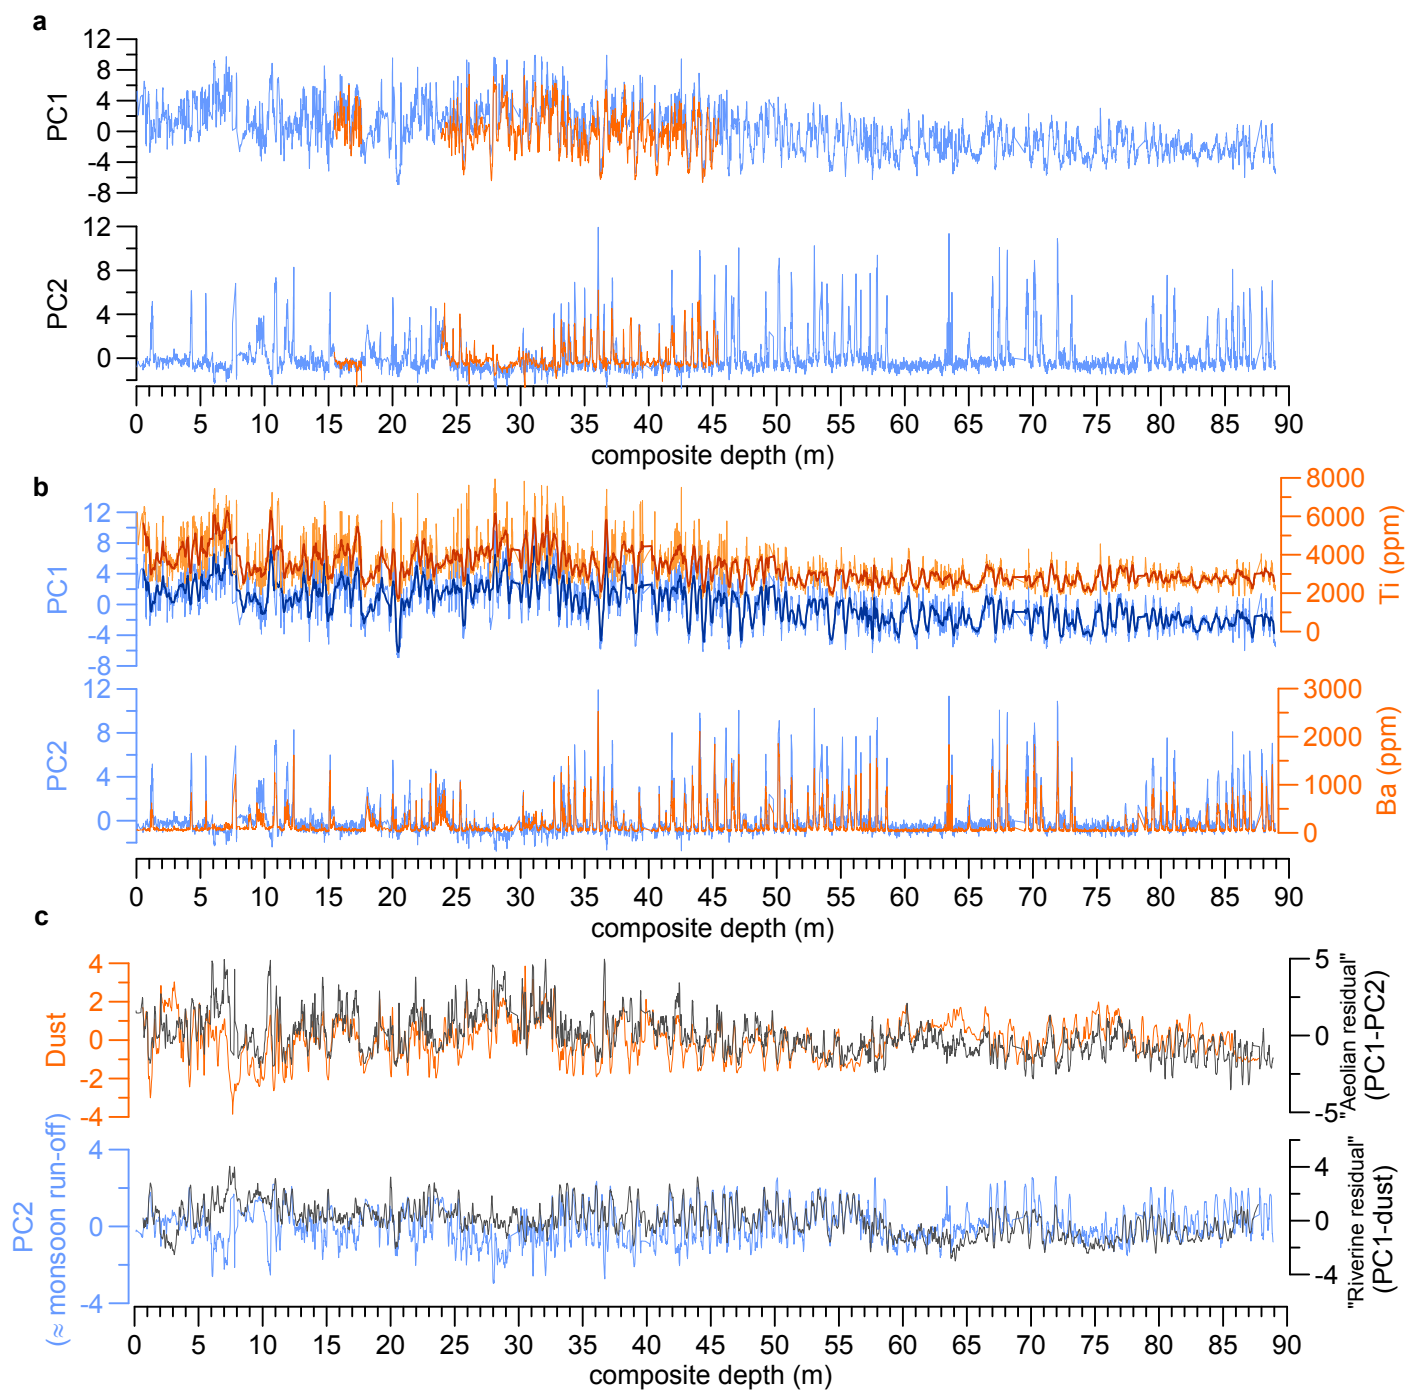 a
12
8
4
0
-4
-8
PC1
12
8
4
0
PC2
0 5 10 15 20 25 30 35 40 45 50 55 60 65 70 75 80 85 90
composite depth (m)
b
12
8
4
0
-4
-8
PC1
8000
6000
4000
2000
0
Ti (ppm)
12
8
4
0
PC2
3000
2000
1000
0
Ba (ppm)
0 5 10 15 20 25 30 35 40 45 50 55 60 65 70 75 80 85 90
composite depth (m)
c
4
2
0
-2
-4
Dust
5
0
-5
"Aeolian residual"
(PC1-PC2)
4
0
-4
PC2
(≈ monsoon run-off)
4
0
-4
"Riverine residual"
(PC1-dust)
0 5 10 15 20 25 30 35 40 45 50 55 60 65 70 75 80 85 90
composite depth (m)